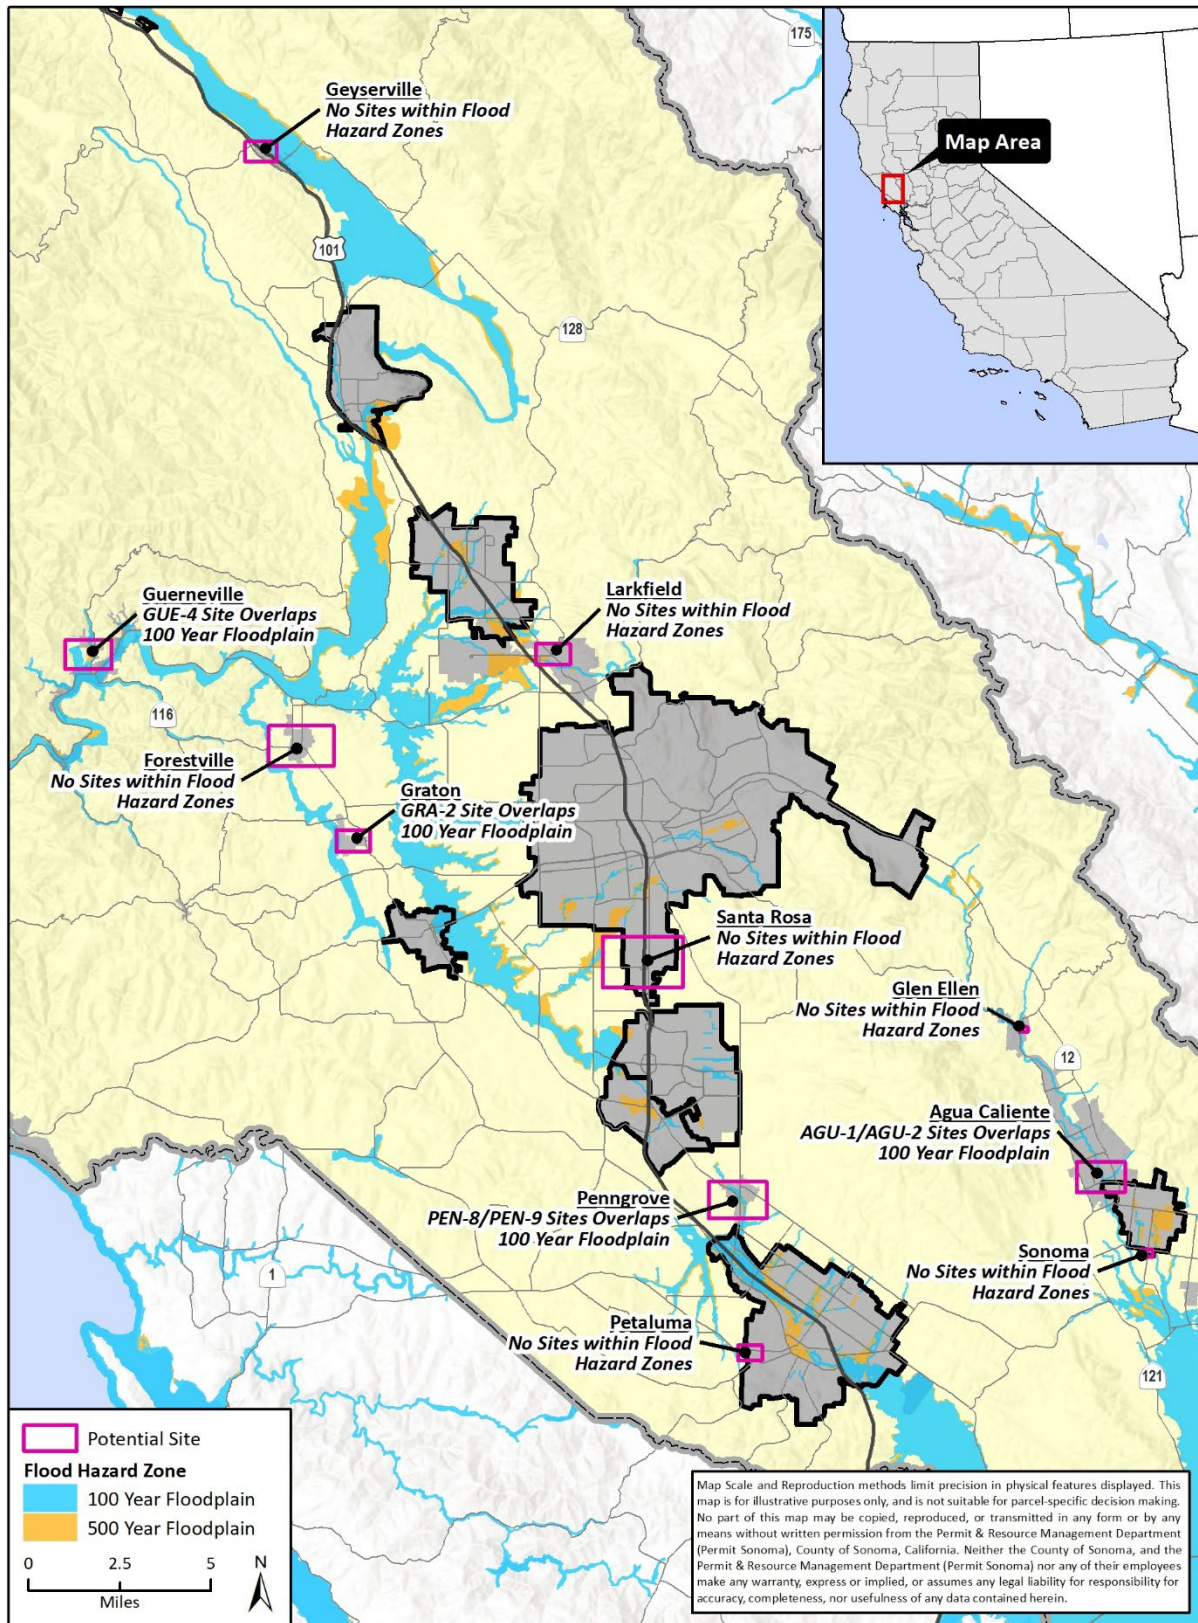 175
Geyserville
No Sites within Flood
Hazard Zones
Map Area
101
128
Guerneville
GUE-4 Site Overlaps
100 Year Floodplain
Larkfield
No Sites within Flood
Hazard Zones
116
Forestville
No Sites within Flood
Hazard Zones
Graton
GRA-2 Site Overlaps
100 Year Floodplain
Santa Rosa
No Sites within Flood
Hazard Zones
Glen Ellen
No Sites within Flood
Hazard Zones
12
Agua Caliente
AGU-1/AGU-2 Sites Overlaps
100 Year Floodplain
Penngrove
PEN-8/PEN-9 Sites Overlaps
100 Year Floodplain
Sonoma
No Sites within Flood
Hazard Zones
1
Petaluma
No Sites within Flood
Hazard Zones
121
Potential Site
Flood Hazard Zone
100 Year Floodplain
500 Year Floodplain
0 2.5 5
Miles
N
Map Scale and Reproduction methods limit precision in physical features displayed. This
map is for illustrative purposes only, and is not suitable for parcel-specific decision making.
No part of this map may be copied, reproduced, or transmitted in any form or by any
means without written permission from the Permit & Resource Management Department
(Permit Sonoma), County of Sonoma, California. Neither the County of Sonoma, and the
Permit & Resource Management Department (Permit Sonoma) nor any of their employees
make any warranty, express or implied, or assumes any legal liability for responsibility for
accuracy, completeness, nor usefulness of any data contained herein.